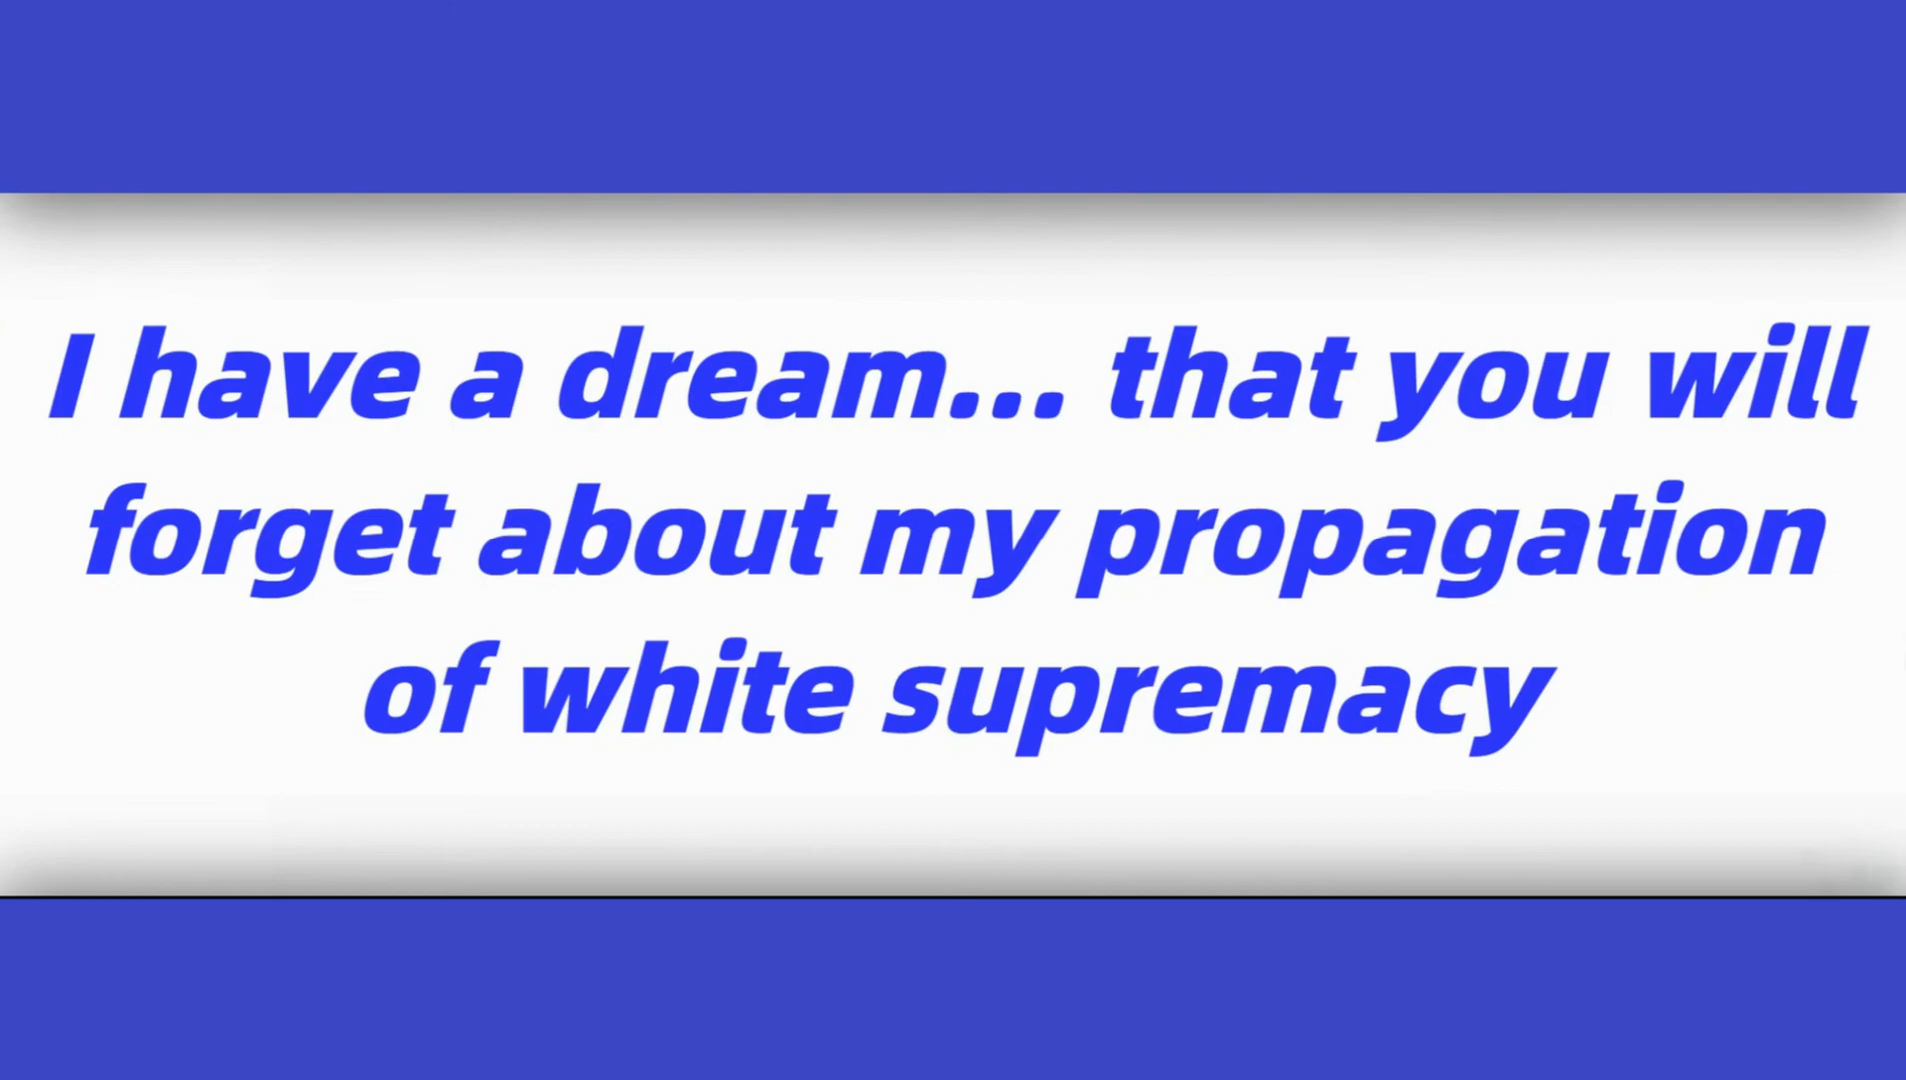 I have a dream... that you will
forget about my propagation
of white supremacy